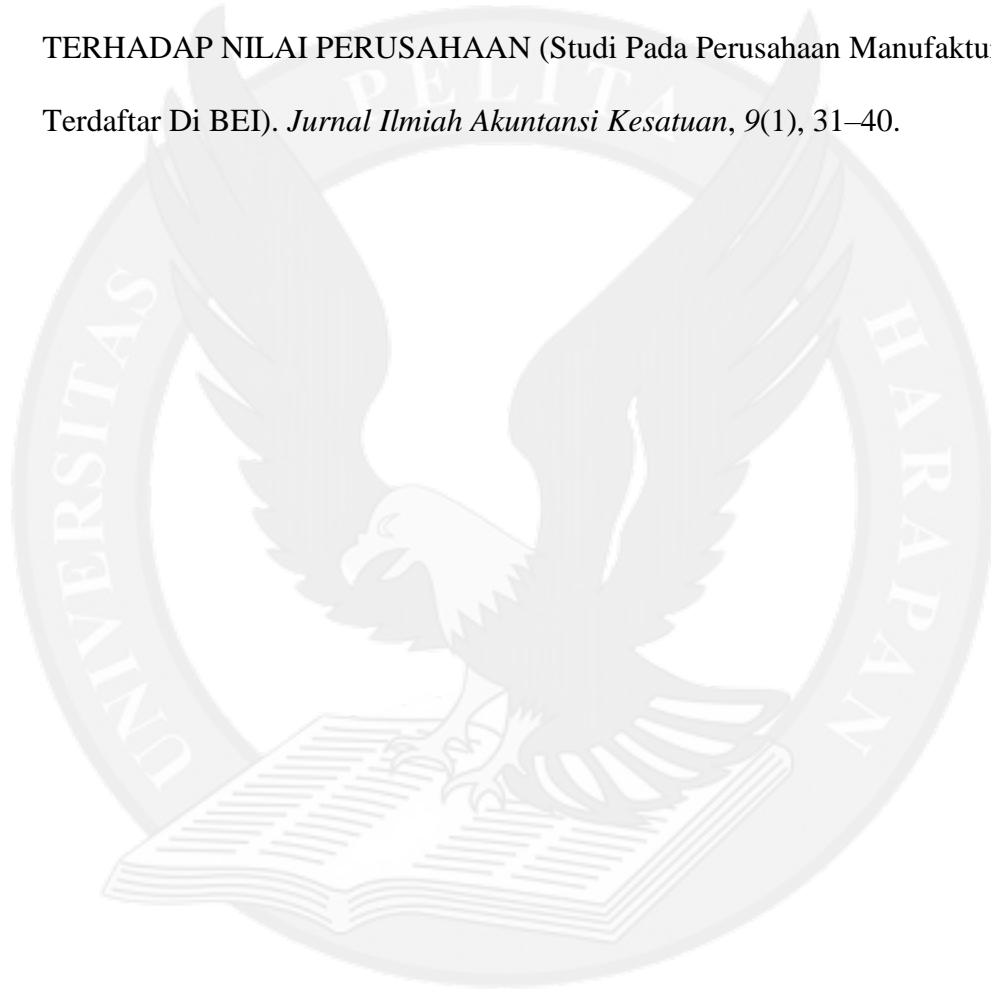 TERHADAP NILAI PERUSAHAAN (Studi Pada Perusahaan Manufaktur
Terdaftar Di BEI). Jurnal Ilmiah Akuntansi Kesatuan, 9(1), 31–40.
UNIVERSITAS PELITA HARAPAN